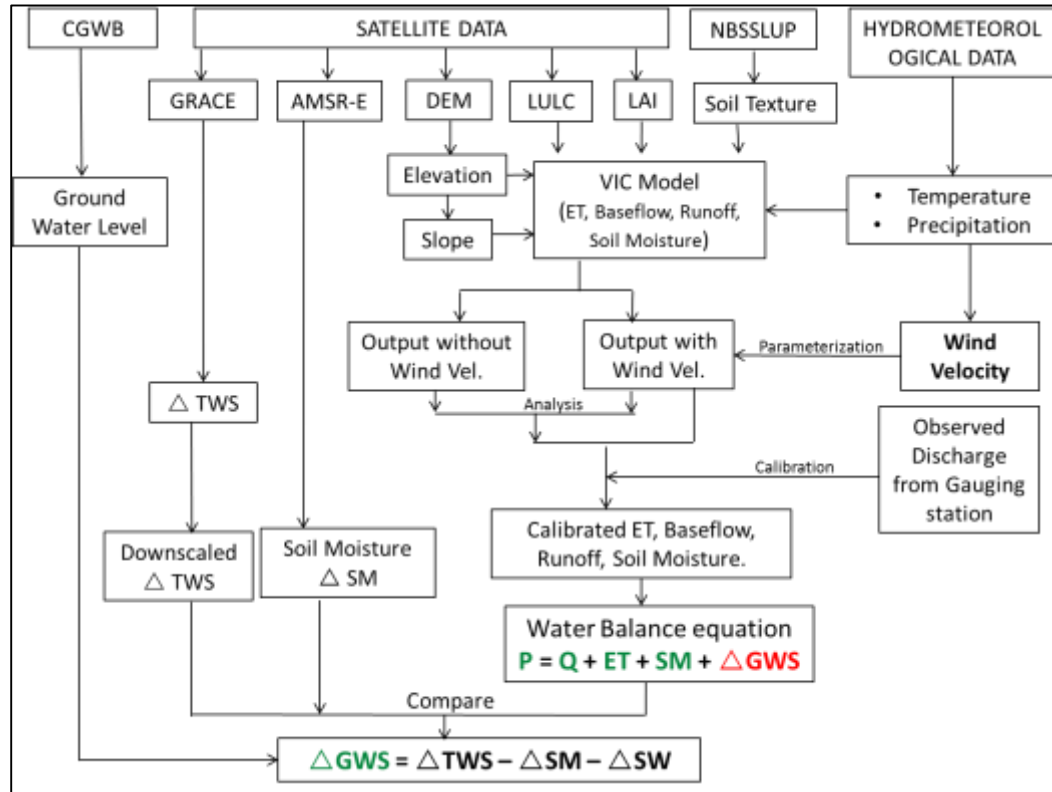 CGWB
SATELLITE DATA
NBSSLUP
HYDROMETEOROL
OGICAL DATA
GRACE
AMSR-E
DEM
LULC
LAI
Soil Texture
Elevation
Slope
VIC Model
(ET, Baseflow, Runoff,
Soil Moisture)
• Temperature
• Precipitation
Ground
Water Level
Output without
Wind Vel.
Output with
Wind Vel.
Parameterization
Wind
Velocity
Analysis
△ TWS
Observed
Discharge
from Gauging
station
Calibration
Calibrated ET, Baseflow,
Runoff, Soil Moisture.
Downscaled
△ TWS
Soil Moisture
△ SM
Water Balance equation
P = Q + ET + SM + △GWS
Compare
△GWS = △TWS – △SM – △SW